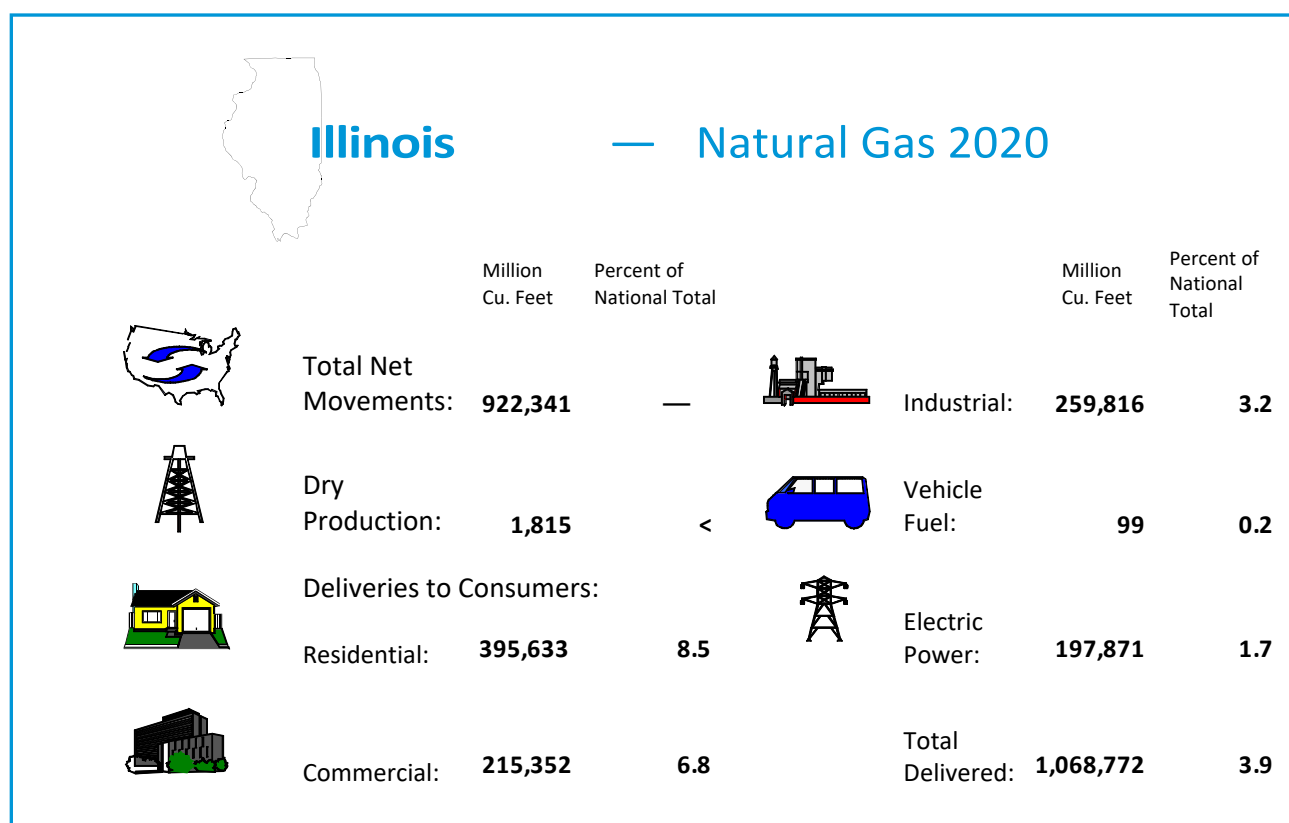 Illinois — Natural Gas 2020
Million
Cu. Feet
Percent of
National Total
Total Net
Movements: 922,341 —
Dry
Production: 1,815 <
Deliveries to Consumers:
Residential: 395,633 8.5
Commercial: 215,352 6.8
Million
Cu. Feet
Percent of
National
Total
Industrial: 259,816 3.2
Vehicle
Fuel: 99 0.2
Electric
Power: 197,871 1.7
Total
Delivered: 1,068,772 3.9